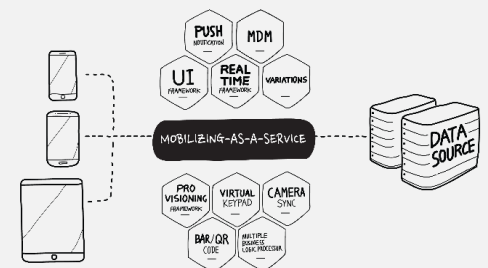 PUSH
NOTIFICATION
MDM
UI
FRAMEWORK
REAL
TIME
FRAMEWORK
VARIATIONS
MOBILIZING-AS-A-SERVICE
DATA
SOURCE
PRO
VISIONING
FRAMEWORK
VIRTUAL
KEYPAD
CAMERA
SYNC
BAR/QR
CODE
MULTIPLE
BUSINESS
LOGIC PROCESSOR